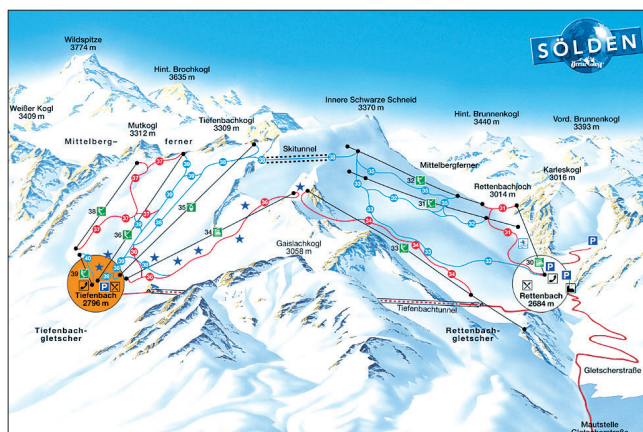 SÖLDEN
Wildspitze
3774 m
Hint. Brochkogl
3635 m
Innere Schwarze Schneid
3370 m
Weißer Kogl
3409 m
Mutkogl
3312 m
Tiefenbachkogl
3309 m
Hint. Brunnenkogl
3440 m
Vord. Brunnenkogl
3393 m
Mittelberg-
ferner
Skitunnel
Mittelbergferner
Karleskogl
3016 m
Rettenbachjoch
3014 m
Gaislachkogl
3058 m
Tiefenbach
2796 m
Rettenbach
2684 m
Tiefenbachtunnel
Tiefenbach-
gletscher
Rettenbach-
gletscher
Gletscherstraße
Mautstelle
Gletscherstraße